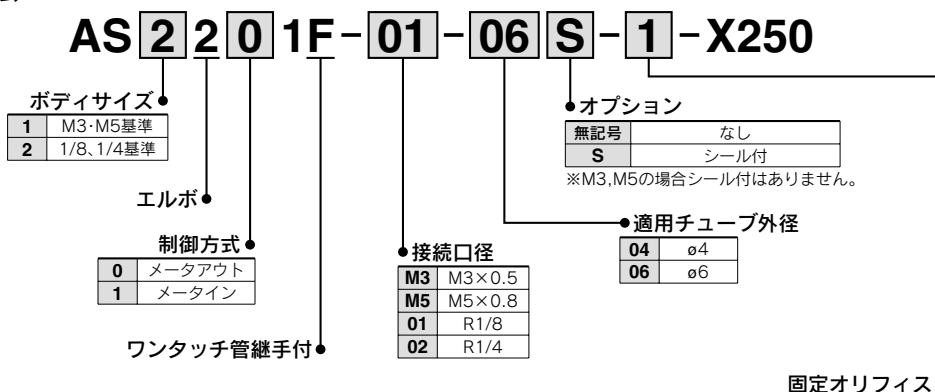 AS 2 2 0 1F-01-06 S-1-X250
ボディサイズ
1 M3･M5基準
2 1/8、1/4基準
エルボ
制御方式
0 メータアウト
1 メータイン
ワンタッチ管継手付
接続口径
M3 M3×0.5
M5 M5×0.8
01 R1/8
02 R1/4
オプション
無記号 なし
S シール付
※M3,M5の場合シール付はありません。
適用チューブ外径
04 ø4
06 ø6
固定オリフィス